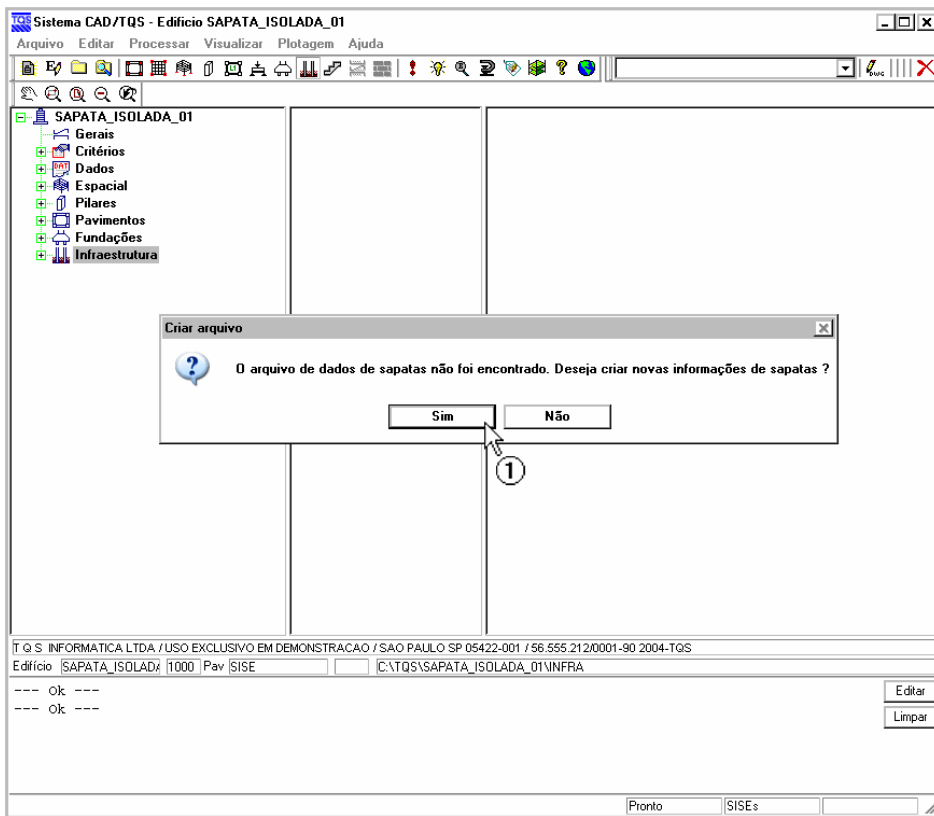 Sistema CAD/TQS - Edifício SAPATA_ISOLADA_01
Arquivo Editar Processar Visualizar Plotagem Ajuda
SAPATA_ISOLADA_01
Gerais
Critérios
DAT Dados
Espacial
Pilares
Pavimentos
Fundações
Infraestrutura
Criar arquivo
O arquivo de dados de sapatas não foi encontrado. Deseja criar novas informações de sapatas ?
Sim Não
1
T Q S INFORMATICA LTDA / USO EXCLUSIVO EM DEMONSTRACAO / SAO PAULO SP 05422-001 / 56.555.212/0001-90 2004-TQS
Edifício SAPATA_ISOLADA 1000 Pav SISE C:\TQS\SAPATA_ISOLADA_01\INFRA
--- Ok ---
--- Ok ---
Editar
Limpar
Pronto SISEs